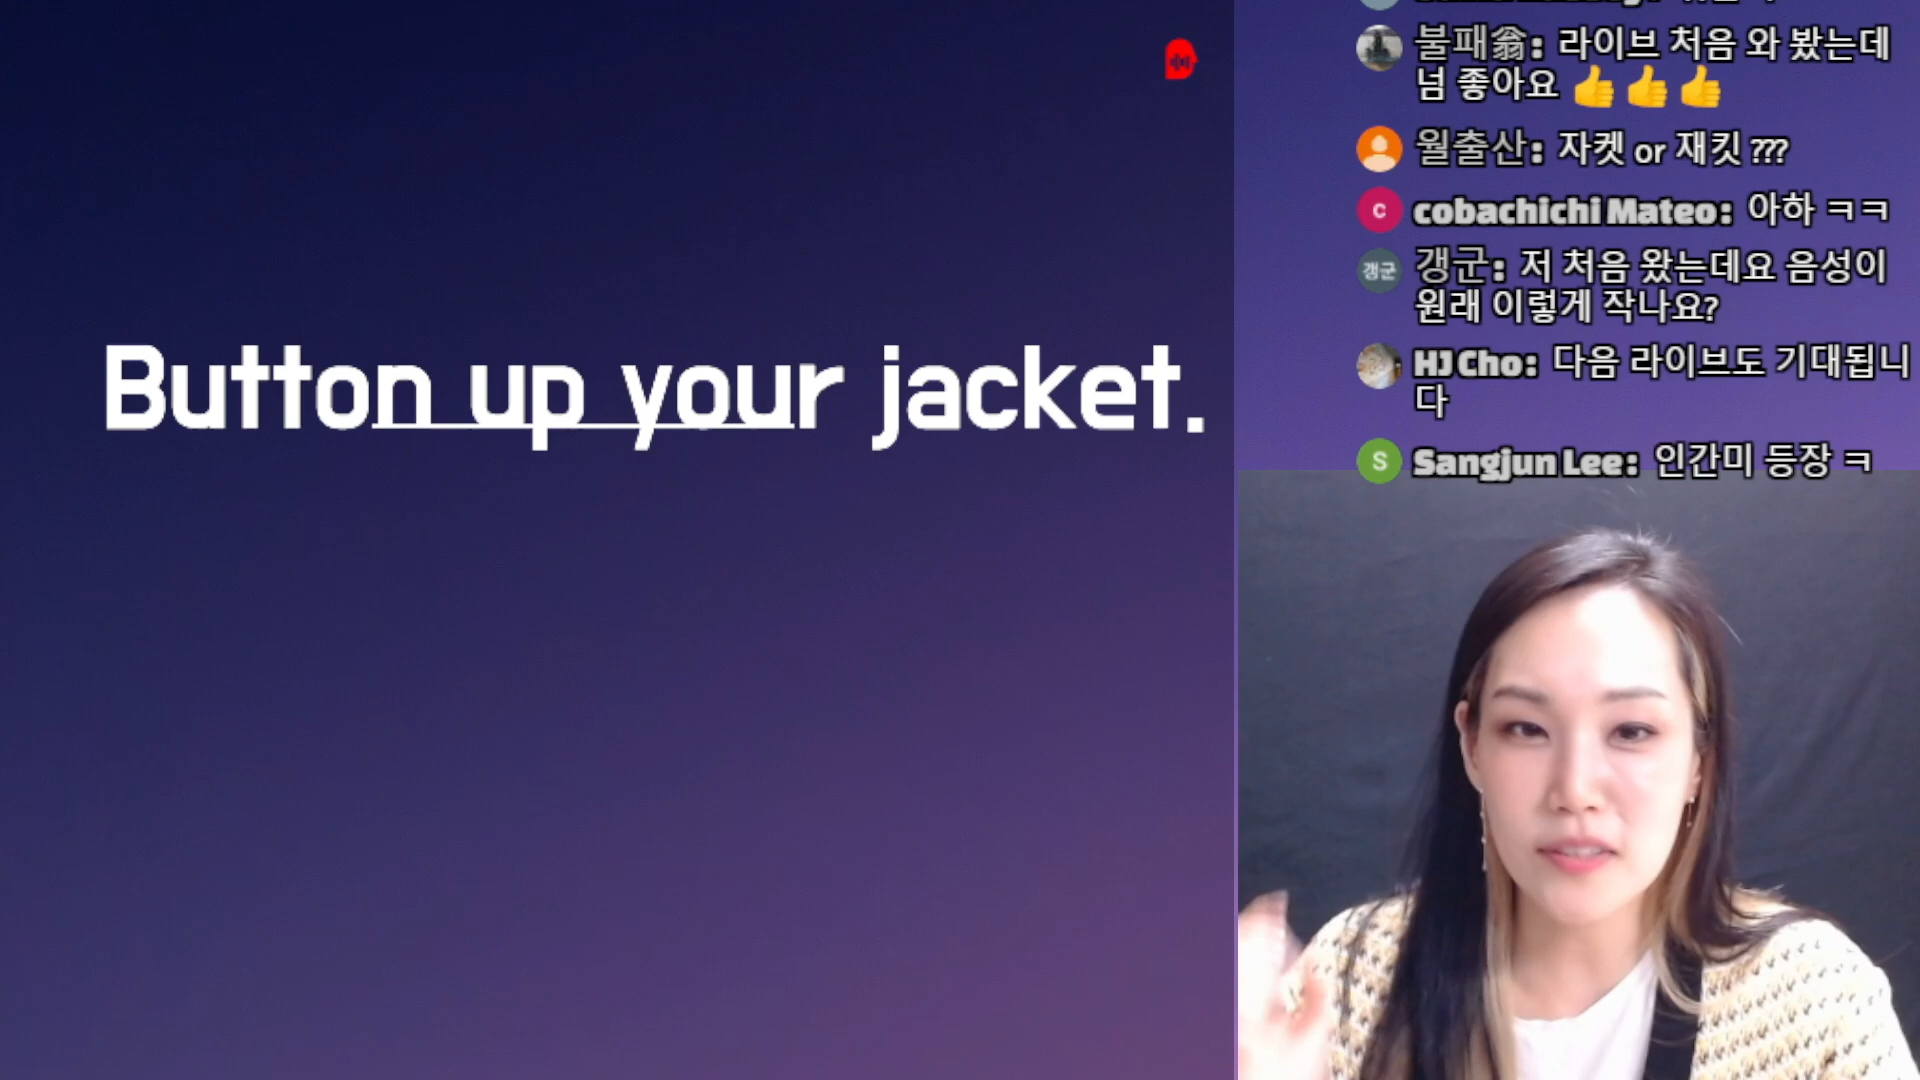 Button up your jacket.
불패翁: 라이브 처음 와 봤는데
넘 좋아요 👍👍👍
월출산: 자켓 or 재킷 ???
c
cobachichi Mateo: 아하 ㅋㅋ
갱군
갱군: 저 처음 왔는데요 음성이
원래 이렇게 작나요?
HJ Cho: 다음 라이브도 기대됩니
다
S
Sangjun Lee: 인간미 등장 ㅋ